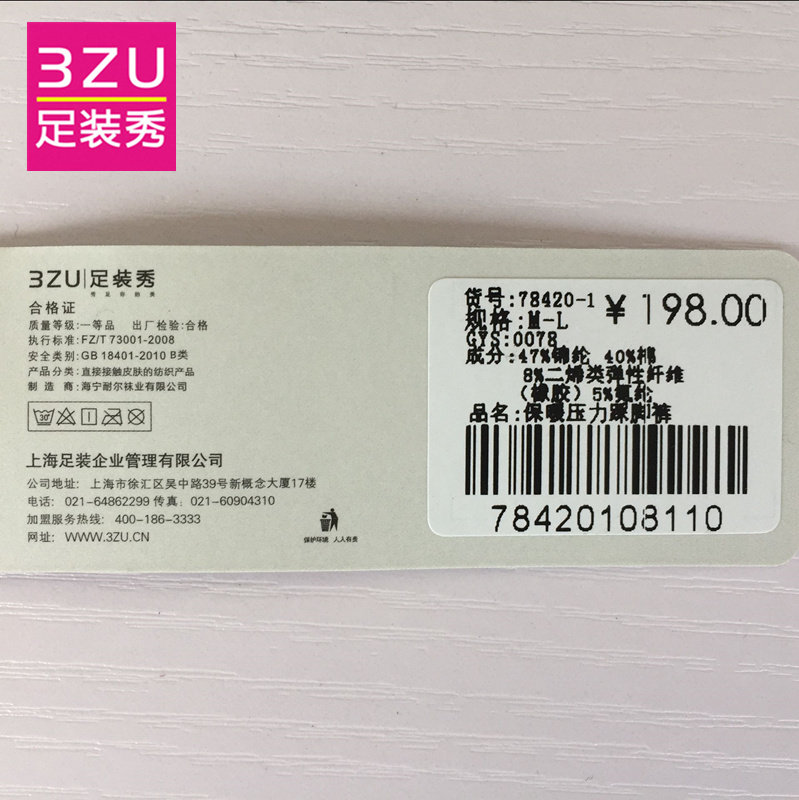 3ZU
足装秀
3ZU|足装秀
秀足你的美
合格证
质量等级:一等品 出厂检验:合格
执行标准:FZ/T 73001-2008
安全类别:GB 18401-2010 B类
产品分类: 直接接触皮肤的纺织产品
制 造 商: 海宁耐尔袜业有限公司
30
上海足装企业管理有限公司
公司地址: 上海市徐汇区吴中路39号新概念大厦17楼
电话: 021-64862299 传真: 021-60904310
加盟服务热线: 400-186-3333
网址: WWW.3ZU.CN
保护环境 人人有责
货号:78420-1
¥198.00
规格:M-L
GYS:0078
成分:47%锦纶 40%棉
8%二烯类弹性纤维
(橡胶) 5%氨纶
品名:保暖压力踩脚裤
78420108110